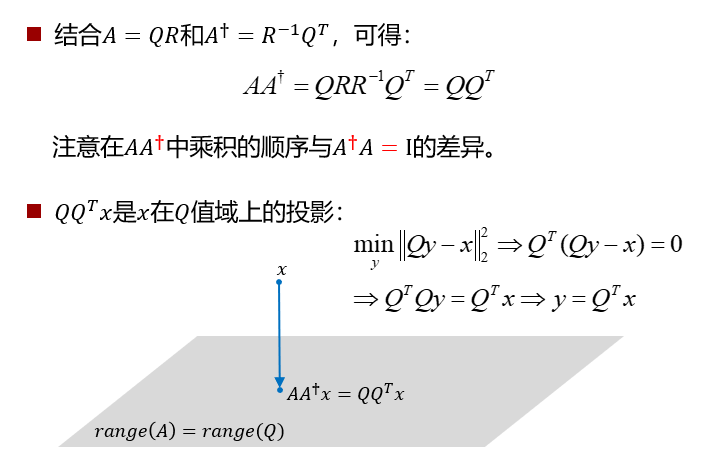 ■ 结合𝐴 = 𝑄𝑅和𝐴† = 𝑅⁻¹𝑄ᵀ，可得：
AA† = QRR⁻¹Qᵀ = QQᵀ
注意在𝐴𝐴†中乘积的顺序与𝐴†𝐴 = I的差异。
■ 𝑄𝑄ᵀ𝑥是𝑥在𝑄值域上的投影：
min_y ‖Qy − x‖₂² ⇒ Qᵀ(Qy − x) = 0
⇒ QᵀQy = Qᵀx ⇒ y = Qᵀx
𝑥
𝐴𝐴†𝑥 = 𝑄𝑄ᵀ𝑥
𝑟𝑎𝑛𝑔𝑒(𝐴) = 𝑟𝑎𝑛𝑔𝑒(𝑄)